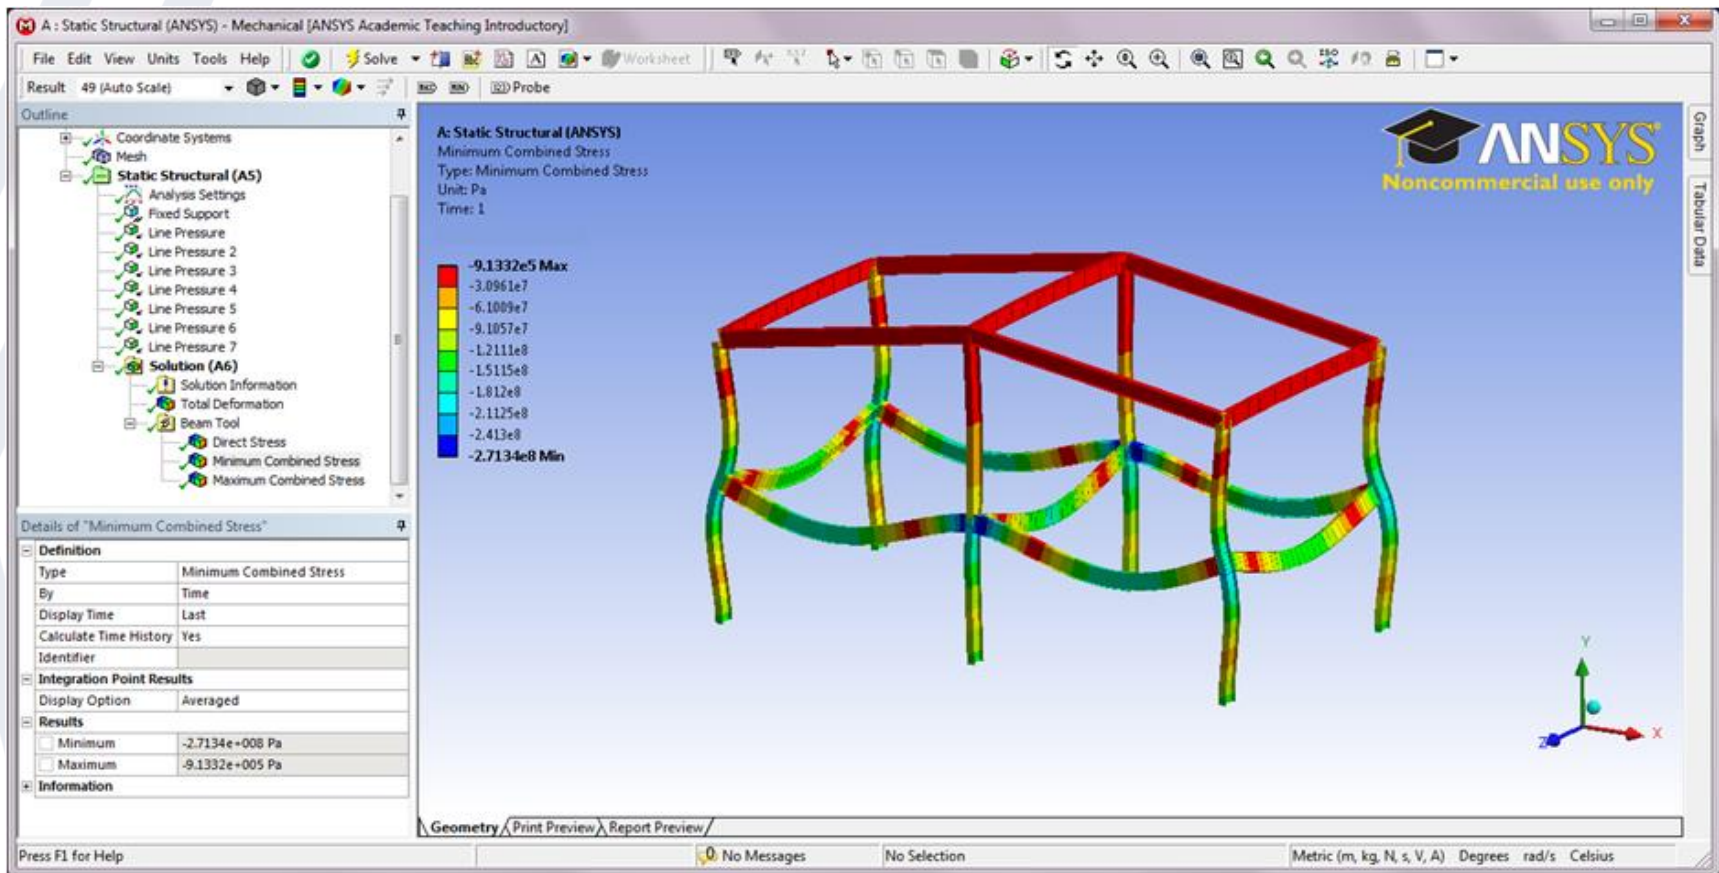 A : Static Structural (ANSYS) - Mechanical [ANSYS Academic Teaching Introductory]
File Edit View Units Tools Help Solve Worksheet
Result 49 (Auto Scale) Probe
Outline
Coordinate Systems
Mesh
Static Structural (A5)
Analysis Settings
Fixed Support
Line Pressure
Line Pressure 2
Line Pressure 3
Line Pressure 4
Line Pressure 5
Line Pressure 6
Line Pressure 7
Solution (A6)
Solution Information
Total Deformation
Beam Tool
Direct Stress
Minimum Combined Stress
Maximum Combined Stress
Details of "Minimum Combined Stress"
Definition
Type Minimum Combined Stress
By Time
Display Time Last
Calculate Time History Yes
Identifier
Integration Point Results
Display Option Averaged
Results
Minimum -2.7134e+008 Pa
Maximum -9.1332e+005 Pa
Information
A: Static Structural (ANSYS)
Minimum Combined Stress
Type: Minimum Combined Stress
Unit: Pa
Time: 1
-9.1332e5 Max
-3.0961e7
-6.1009e7
-9.1057e7
-1.2111e8
-1.5115e8
-1.812e8
-2.1125e8
-2.413e8
-2.7134e8 Min
ANSYS
Noncommercial use only
Graph
Tabular Data
Y
X
Z
Geometry Print Preview Report Preview
Press F1 for Help
0 No Messages
No Selection
Metric (m, kg, N, s, V, A) Degrees rad/s Celsius